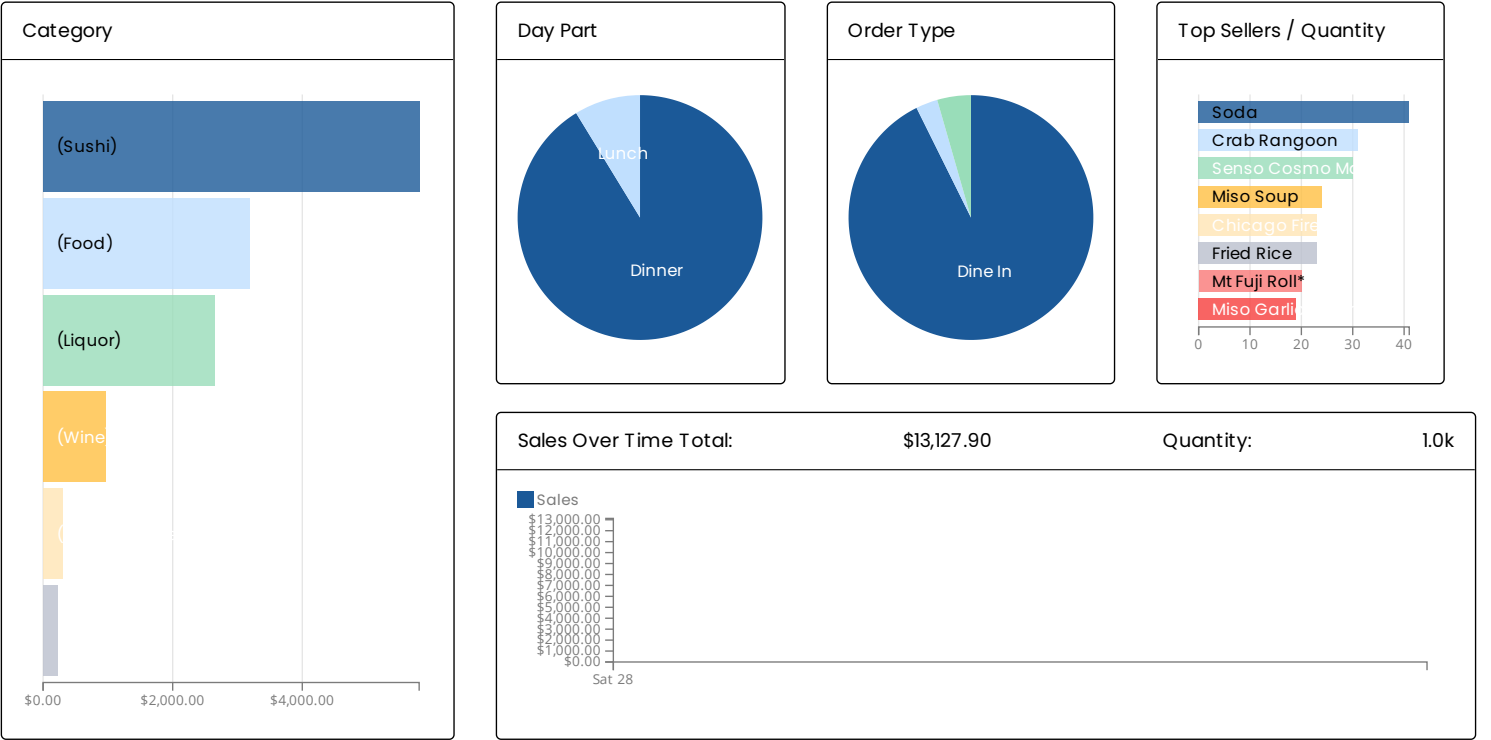 Category
(Sushi)
(Food)
(Liquor)
(Wine
$0.00 $2,000.00 $4,000.00
Day Part
Lunch
Dinner
Order Type
Dine In
Top Sellers / Quantity
Soda
Crab Rangoon
Senso Cosmo
Miso Soup
Chicago Fire
Fried Rice
Mt Fuji Roll*
Miso
0 10 20 30 40
Sales Over Time Total: $13,127.90 Quantity: 1.0k
Sales
$13,000.00
$12,000.00
$11,000.00
$10,000.00
$9,000.00
$8,000.00
$7,000.00
$6,000.00
$5,000.00
$4,000.00
$3,000.00
$2,000.00
$1,000.00
$0.00
Sat 28